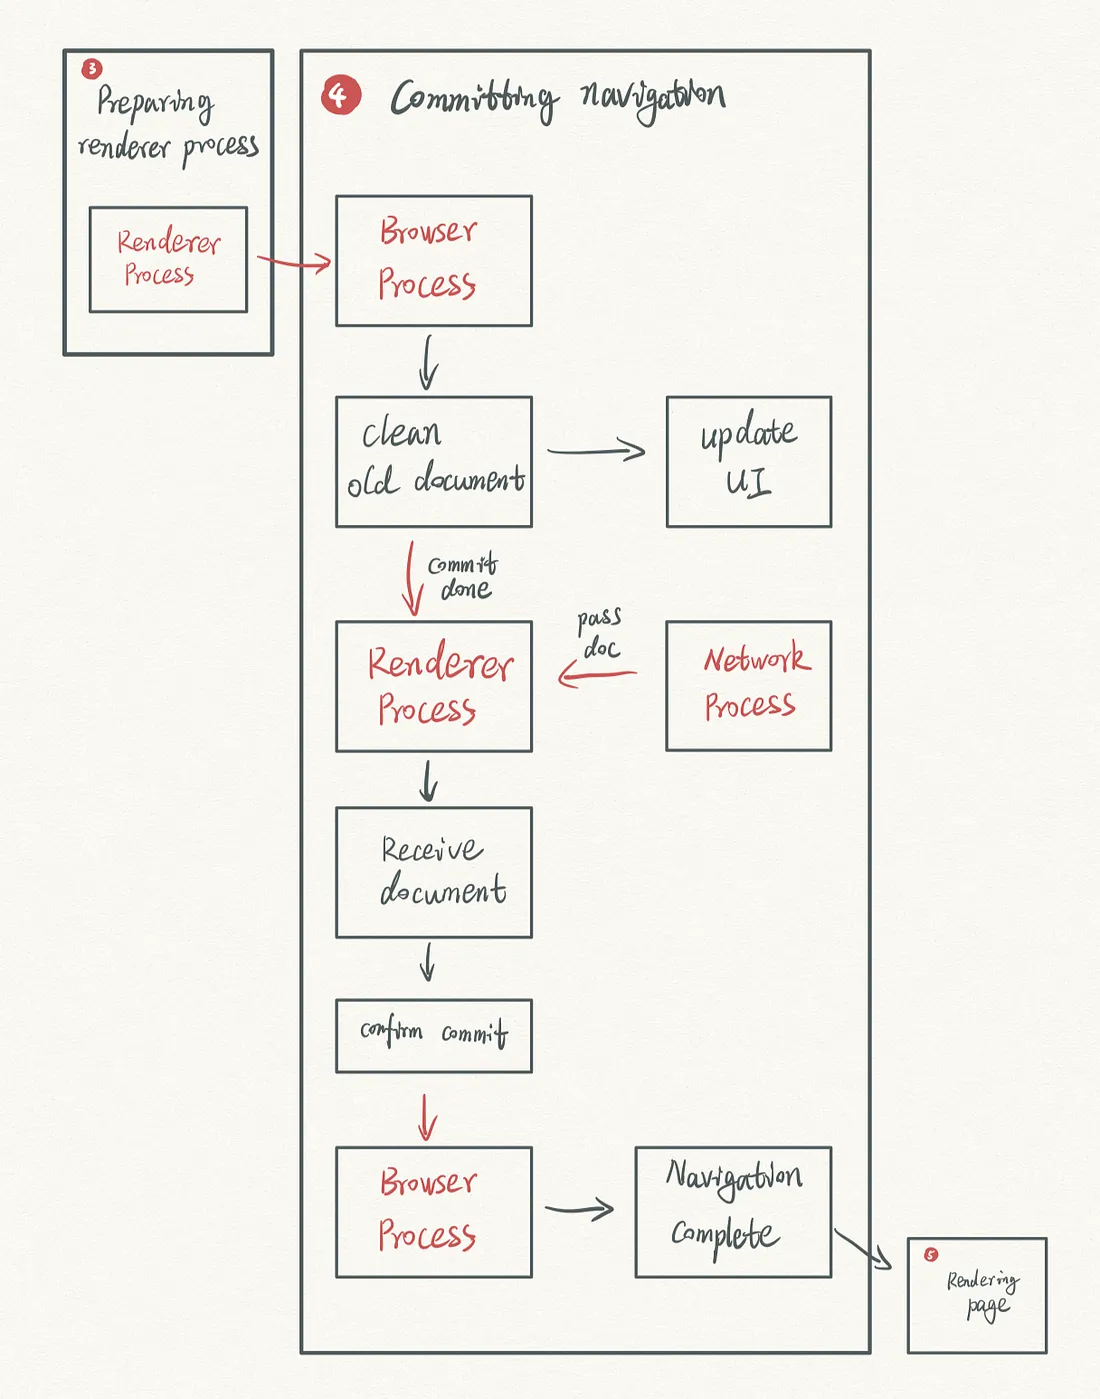 3
Preparing
renderer process
Renderer
Process
4 Committing navigation
Browser
Process
clean
old document
update
UI
commit
done
pass
doc
Renderer
Process
Network
Process
Receive
document
confirm commit
Browser
Process
Navigation
Complete
5
Rendering
page